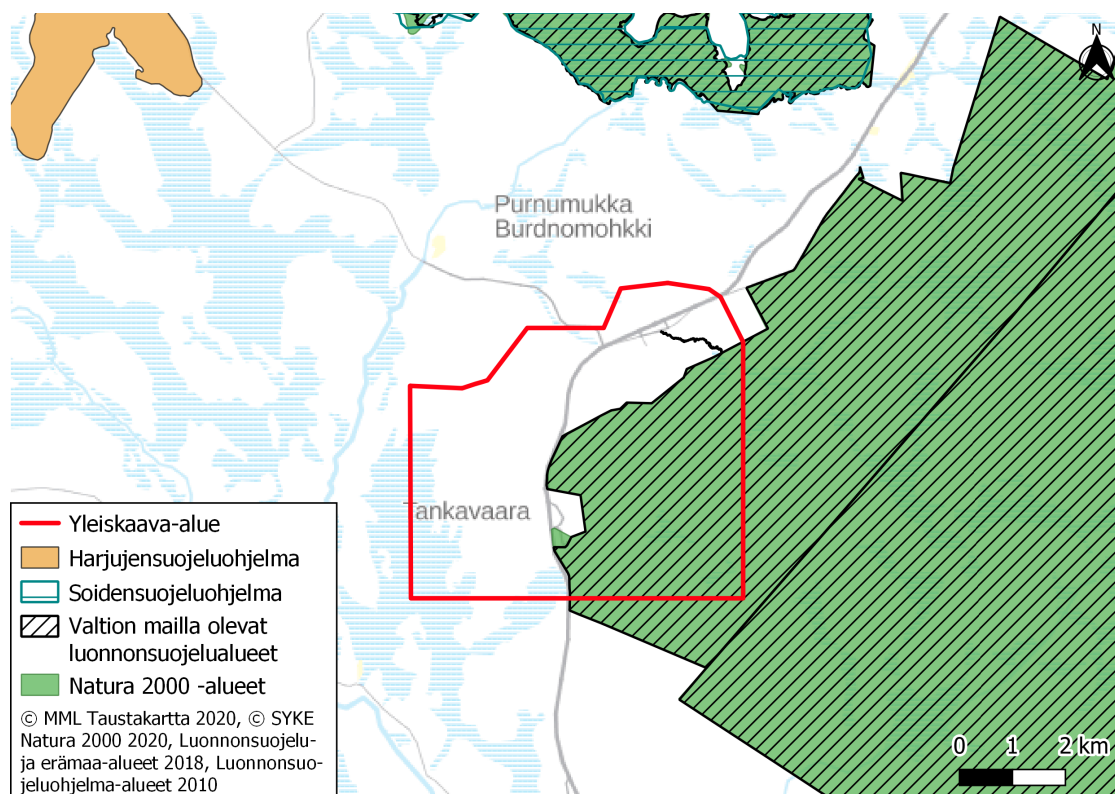 N
Purnumukka
Burdnomohkki
Tankavaara
Yleiskaava-alue
Harjujensuojeluohjelma
Soidensuojeluohjelma
Valtion mailla olevat
luonnonsuojelualueet
Natura 2000 -alueet
© MML Taustakartta 2020, © SYKE
Natura 2000 2020, Luonnonsuojelu-
ja erämaa-alueet 2018, Luonnonsuo-
jeluohjelma-alueet 2010
0 1 2 km